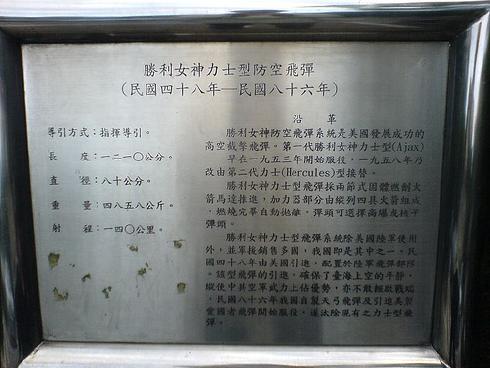 勝利女神力士型防空飛彈
(民國四十八年—民國八十六年)
導引方式:指揮導引。
長度:一二一〇公分。
直徑:八十公分。
重量:四八五八公斤。
射程:一四〇公里。
沿革
勝利女神防空飛彈系統是美國發展成功的
高空截擊飛彈。第一代勝利女神力士型(Ajax)
早在一九五三年開始服役,一九五八年乃
改由第二代力士(Hercules)型接替。
勝利女神力士型飛彈採兩節式固體燃劑火
箭馬達推進,加力器部分由縱列四具火箭組成
,燃燒完畢自動拋離,彈頭可選擇高爆或核子
彈頭。
勝利女神力士型飛彈系統除美國陸軍使用
外,並軍援銷售多國,我國即是其中之一。民
國四十八年由美國引進,配置於陸軍飛彈部隊
。該型飛彈的引進,確保了臺海上空的平靜,
縱使中共空軍武力上佔優勢,亦不敢輕啟戰端
。民國八十六年我國自製天弓飛彈及引進美製
愛國者飛彈開始服役,遂汰除現有之力士型飛
彈。